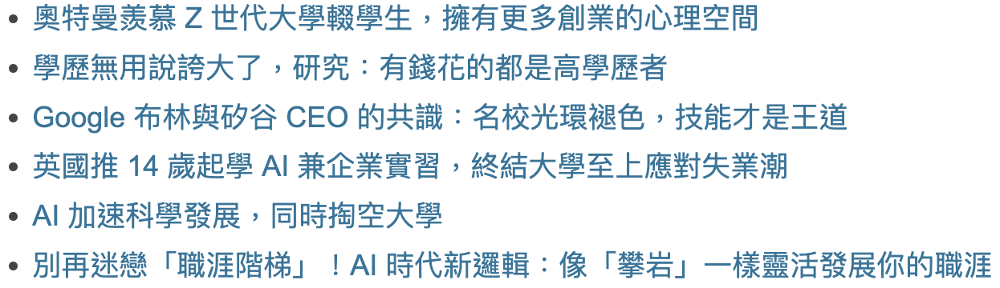 • 奧特曼羨慕 Z 世代大學輟學生，擁有更多創業的心理空間
• 學歷無用說誇大了，研究：有錢花的都是高學歷者
• Google 布林與矽谷 CEO 的共識：名校光環褪色，技能才是王道
• 英國推 14 歲起學 AI 兼企業實習，終結大學至上應對失業潮
• AI 加速科學發展，同時掏空大學
• 別再迷戀「職涯階梯」！AI 時代新邏輯：像「攀岩」一樣靈活發展你的職涯